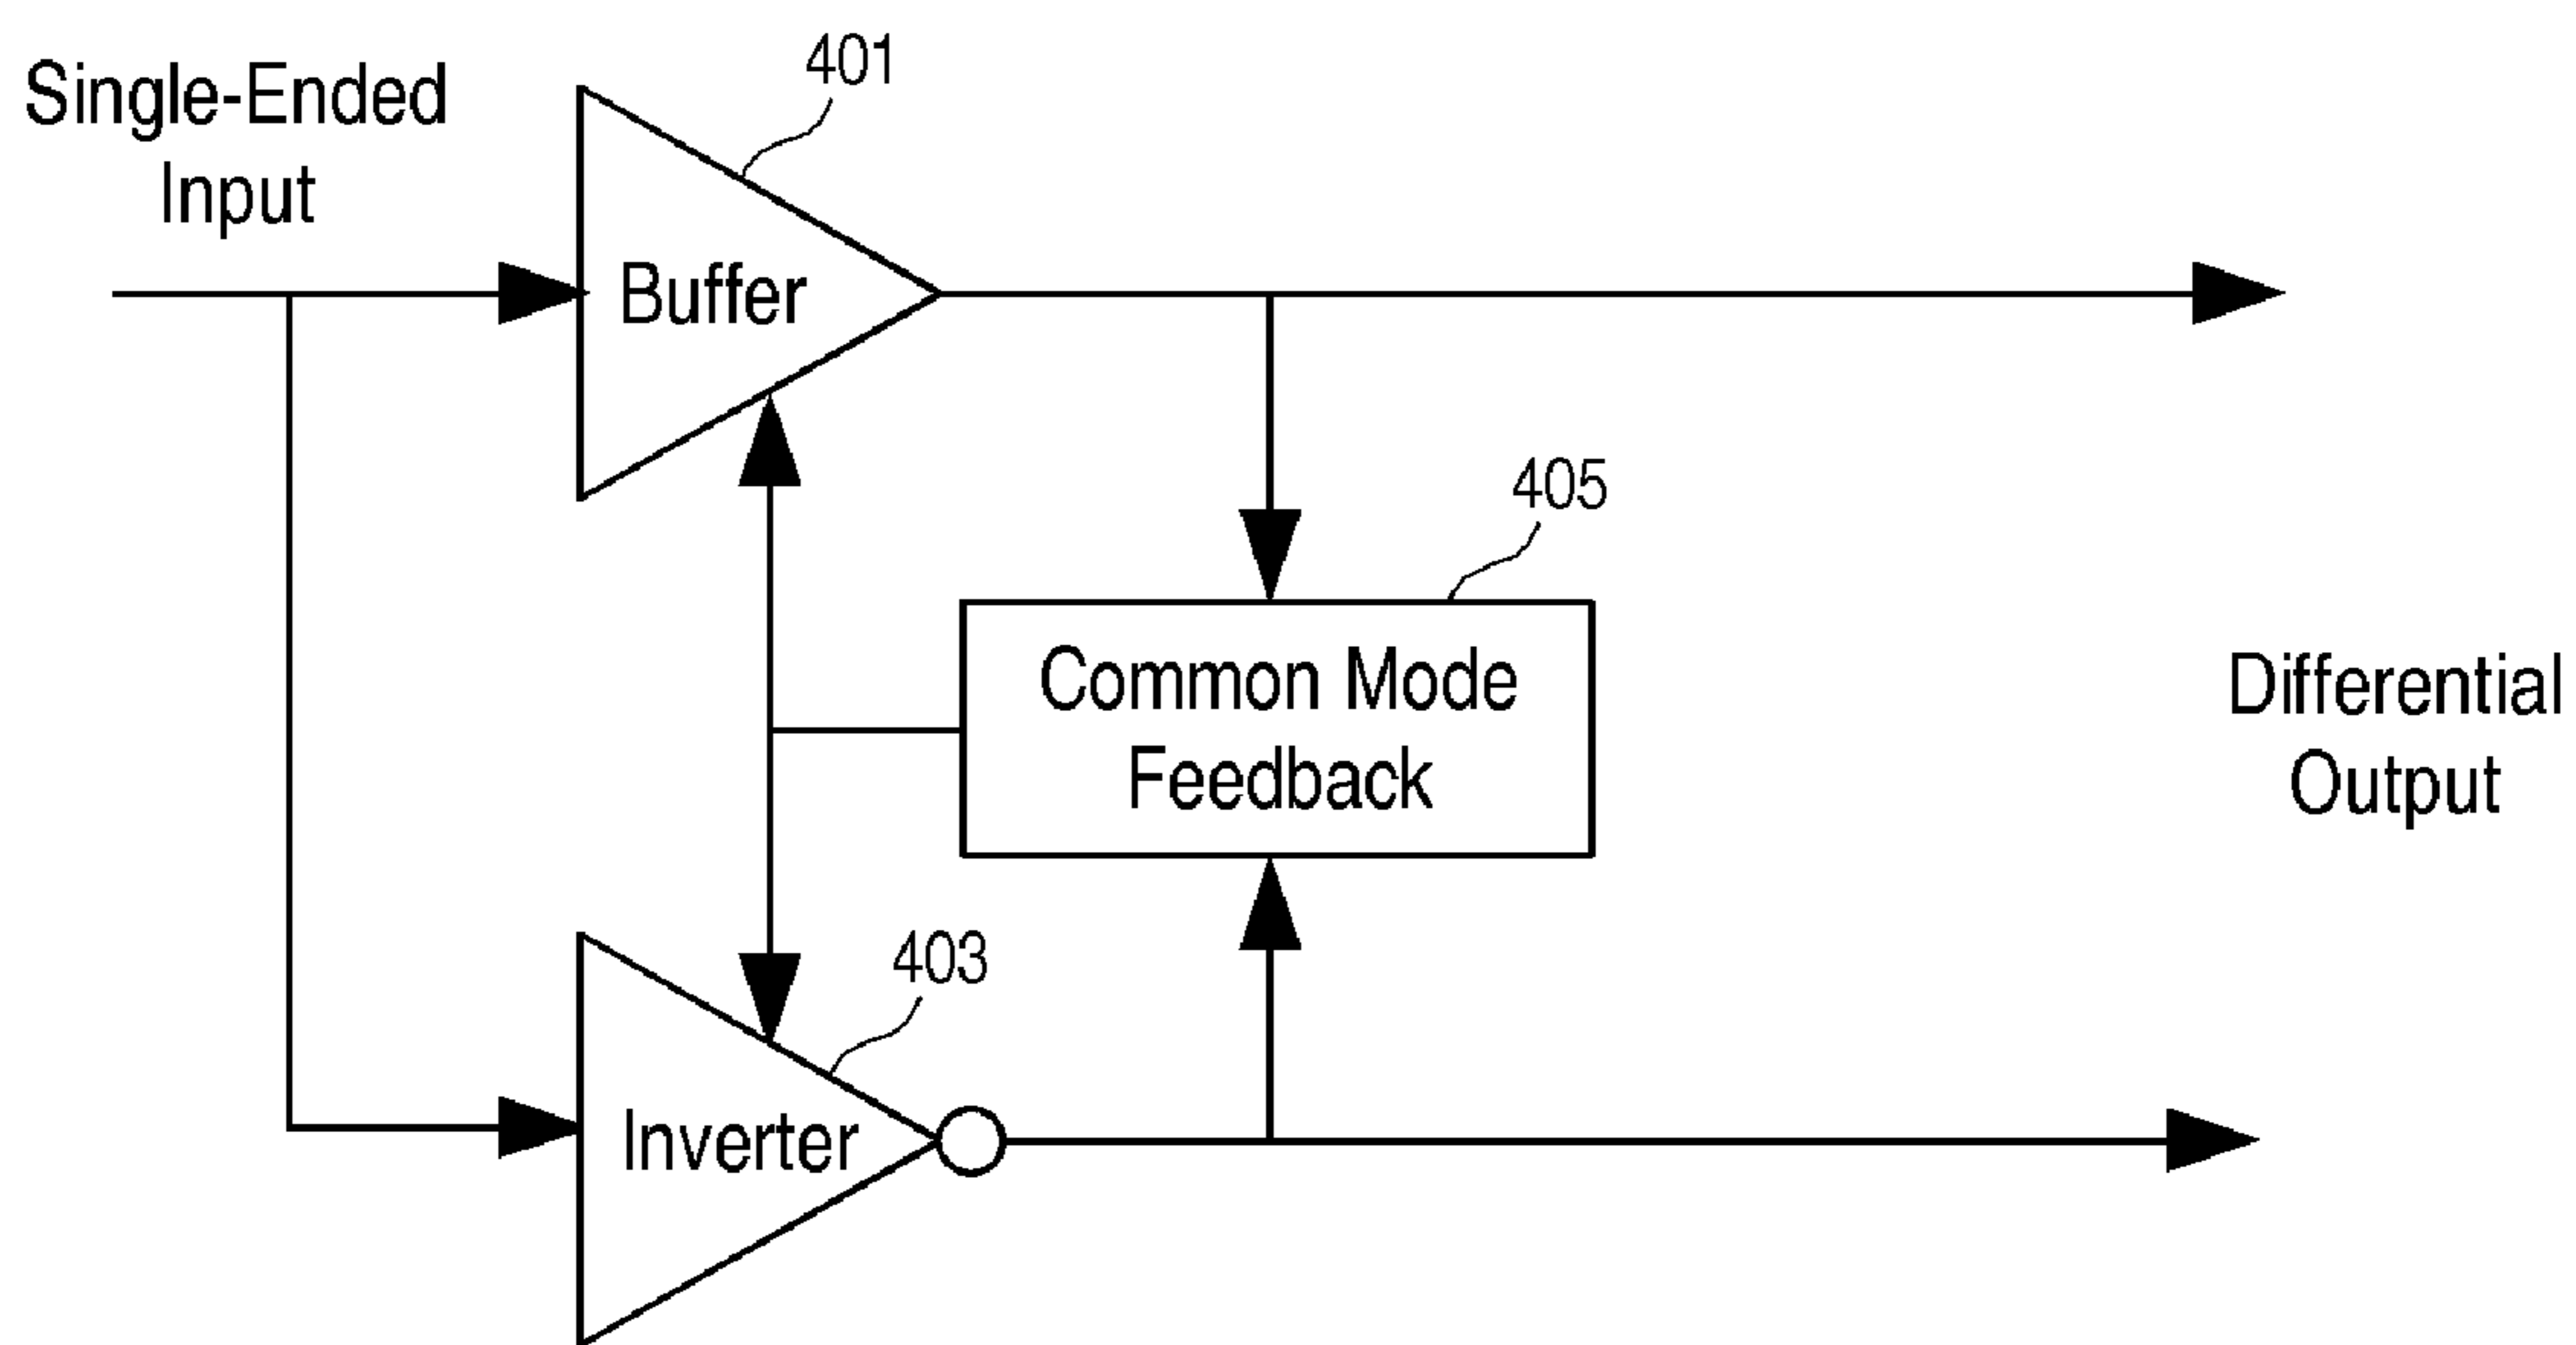 401
Single-Ended
Input
Buffer
405
Common Mode
Feedback
Differential
Output
403
Inverter